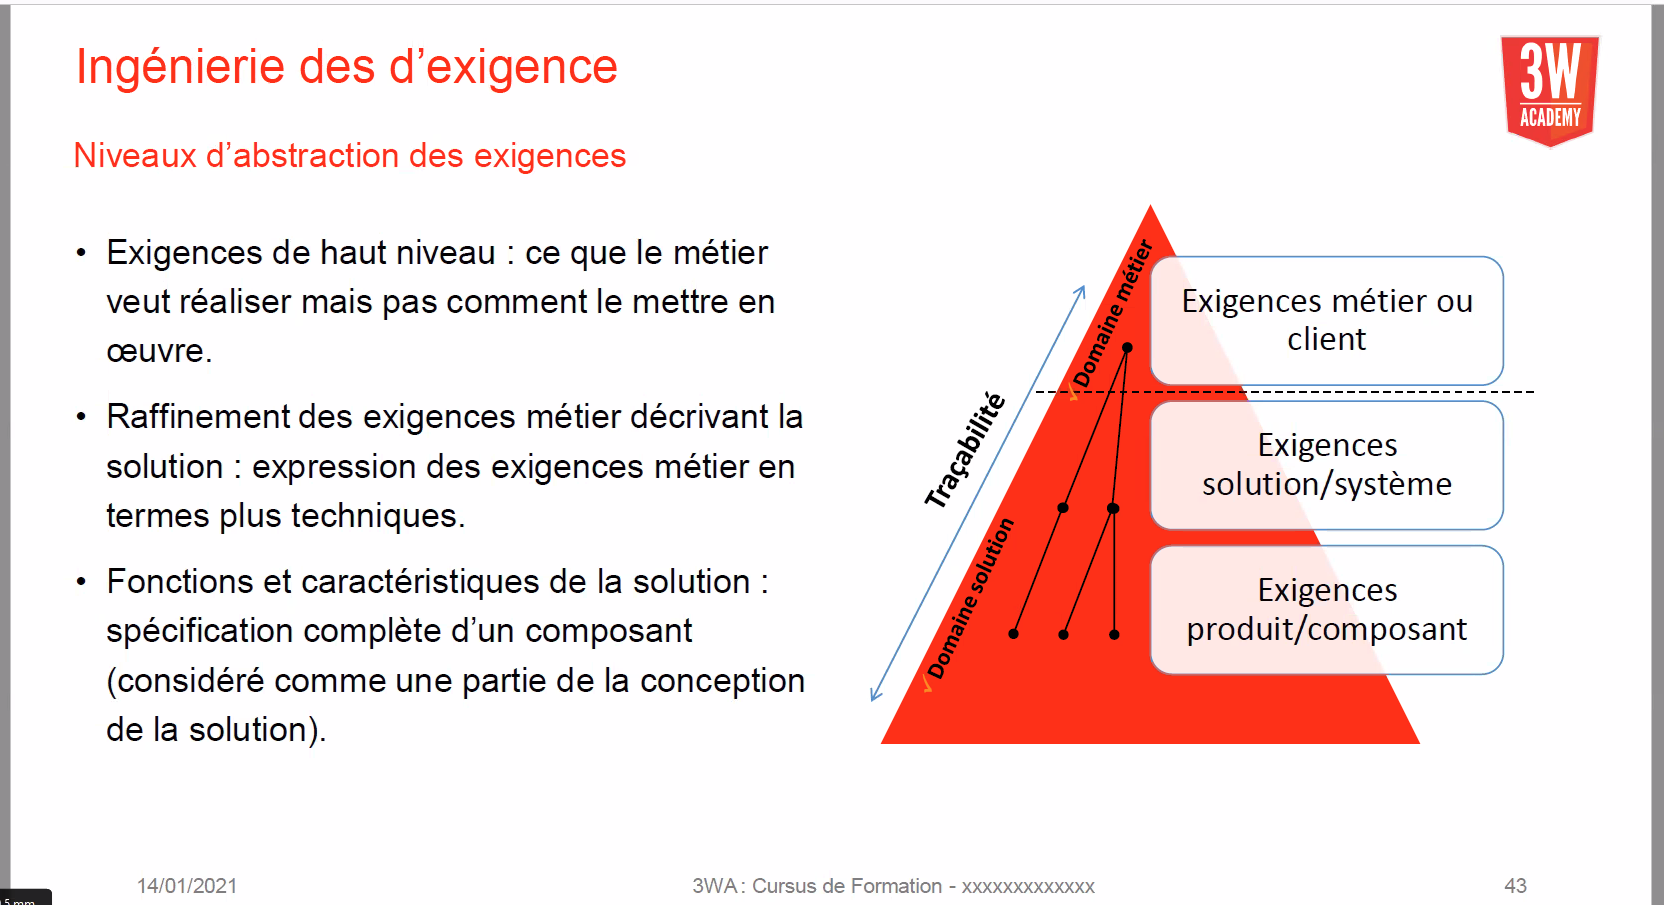 Ingénierie des d’exigence
3W
ACADEMY
Niveaux d’abstraction des exigences
• Exigences de haut niveau : ce que le métier
veut réaliser mais pas comment le mettre en
œuvre.
• Raffinement des exigences métier décrivant la
solution : expression des exigences métier en
termes plus techniques.
• Fonctions et caractéristiques de la solution :
spécification complète d’un composant
(considéré comme une partie de la conception
de la solution).
Traçabilité
Domaine métier
Domaine solution
Exigences métier ou
client
Exigences
solution/système
Exigences
produit/composant
14/01/2021
3WA : Cursus de Formation - xxxxxxxxxxxxx
43